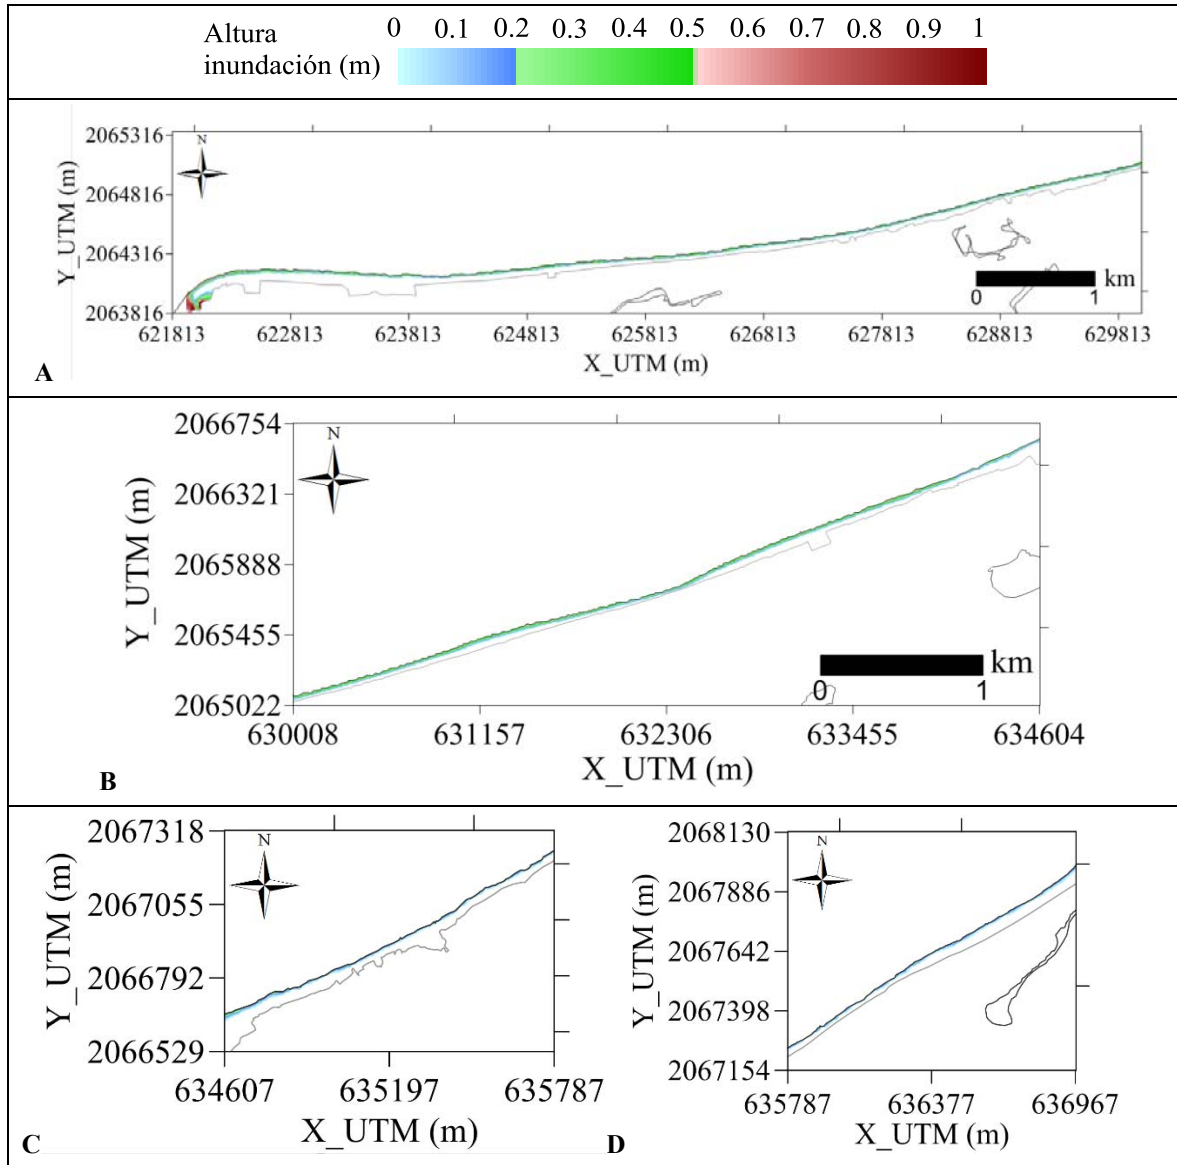 Altura
inundación (m)
0 0.1 0.2 0.3 0.4 0.5 0.6 0.7 0.8 0.9 1
2065316
2064816
2064316
2063816
Y_UTM (m)
N
km
0 1
621813 622813 623813 624813 625813 626813 627813 628813 629813
X_UTM (m)
A
2066754
2066321
2065888
2065455
2065022
Y_UTM (m)
N
km
0 1
630008 631157 632306 633455 634604
X_UTM (m)
B
2067318
2067055
2066792
2066529
Y_UTM (m)
N
634607 635197 635787
X_UTM (m)
C
2068130
2067886
2067642
2067398
2067154
Y_UTM (m)
N
635787 636377 636967
X_UTM (m)
D